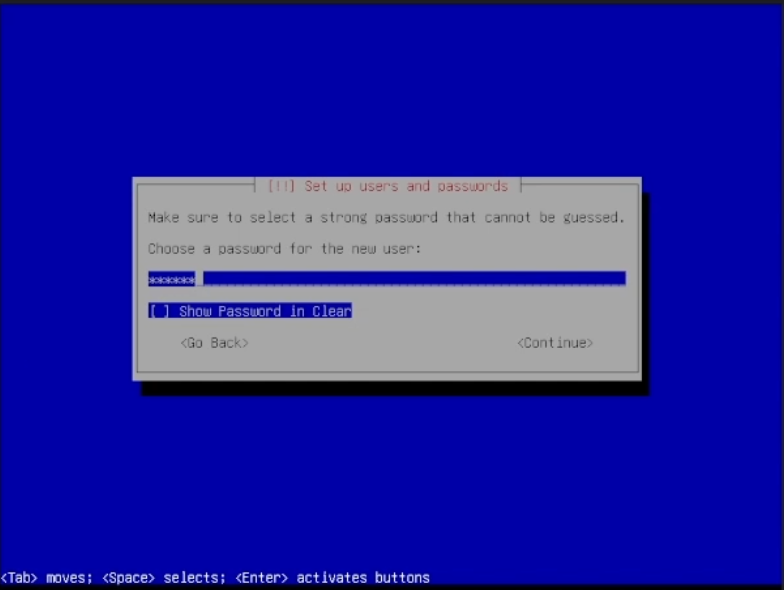 [!!] Set up users and passwords
Make sure to select a strong password that cannot be guessed.
Choose a password for the new user:
*******
[ ] Show Password in Clear
<Go Back> <Continue>
<Tab> moves; <Space> selects; <Enter> activates buttons